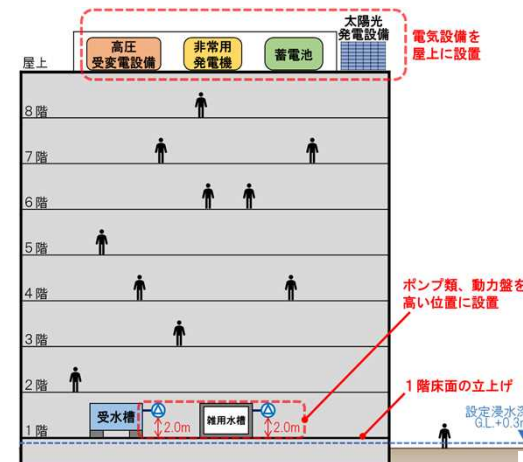 太陽光
発電設備
電気設備を
屋上に設置
高圧
受変電設備
非常用
発電機
蓄電池
屋上
8階
7階
6階
5階
4階
3階
2階
1階
ポンプ類、動力盤を
高い位置に設置
1階床面の立上げ
受水槽
2.0m
雑用水槽
2.0m
設定浸水深
G.L.+0.3m